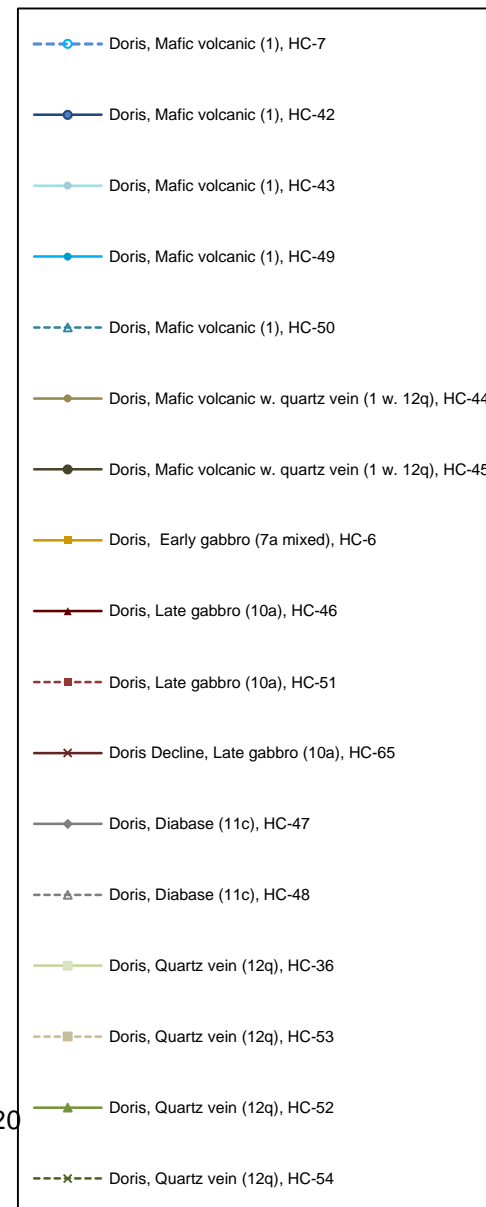 Doris, Mafic volcanic (1), HC-7
Doris, Mafic volcanic (1), HC-42
Doris, Mafic volcanic (1), HC-43
Doris, Mafic volcanic (1), HC-49
Doris, Mafic volcanic (1), HC-50
Doris, Mafic volcanic w. quartz vein (1 w. 12q), HC-44
Doris, Mafic volcanic w. quartz vein (1 w. 12q), HC-45
Doris,  Early gabbro (7a mixed), HC-6
Doris, Late gabbro (10a), HC-46
Doris, Late gabbro (10a), HC-51
Doris Decline, Late gabbro (10a), HC-65
Doris, Diabase (11c), HC-47
Doris, Diabase (11c), HC-48
Doris, Quartz vein (12q), HC-36
Doris, Quartz vein (12q), HC-53
Doris, Quartz vein (12q), HC-52
20
Doris, Quartz vein (12q), HC-54